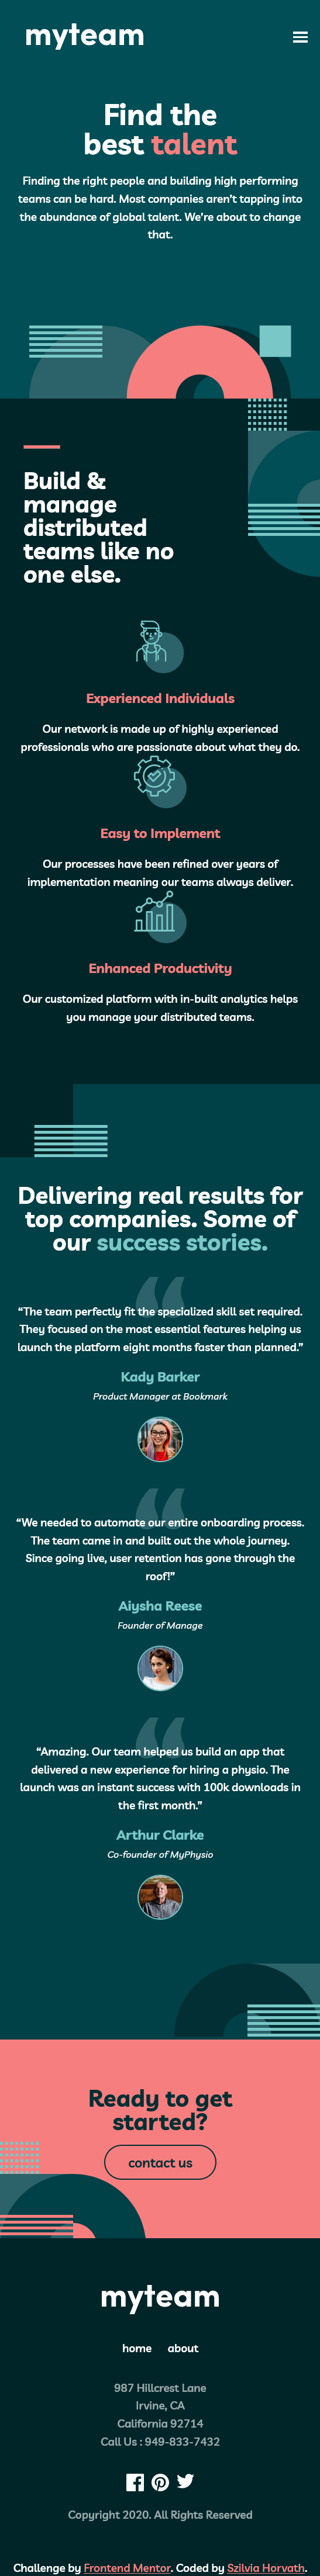 myteam
Find the
best talent
Finding the right people and building high performing
teams can be hard. Most companies aren't tapping into
the abundance of global talent. We're about to change
that.
Build &
manage
distributed
teams like no
one else.
Experienced Individuals
Our network is made up of highly experienced
professionals who are passionate about what they do.
Easy to Implement
Our processes have been refined over years of
implementation meaning our teams always deliver.
Enhanced Productivity
Our customized platform with in-built analytics helps
you manage your distributed teams.
Delivering real results for
top companies. Some of
our success stories.
“The team perfectly fit the specialized skill set required.
They focused on the most essential features helping us
launch the platform eight months faster than planned.”
Kady Barker
Product Manager at Bookmark
“We needed to automate our entire onboarding process.
The team came in and built out the whole journey.
Since going live, user retention has gone through the
roof!”
Aiysha Reese
Founder of Manage
“Amazing. Our team helped us build an app that
delivered a new experience for hiring a physio. The
launch was an instant success with 100k downloads in
the first month.”
Arthur Clarke
Co-founder of MyPhysio
Ready to get
started?
contact us
myteam
home about
987 Hillcrest Lane
Irvine, CA
California 92714
Call Us : 949-833-7432
Copyright 2020. All Rights Reserved
Challenge by Frontend Mentor. Coded by Szilvia Horvath.